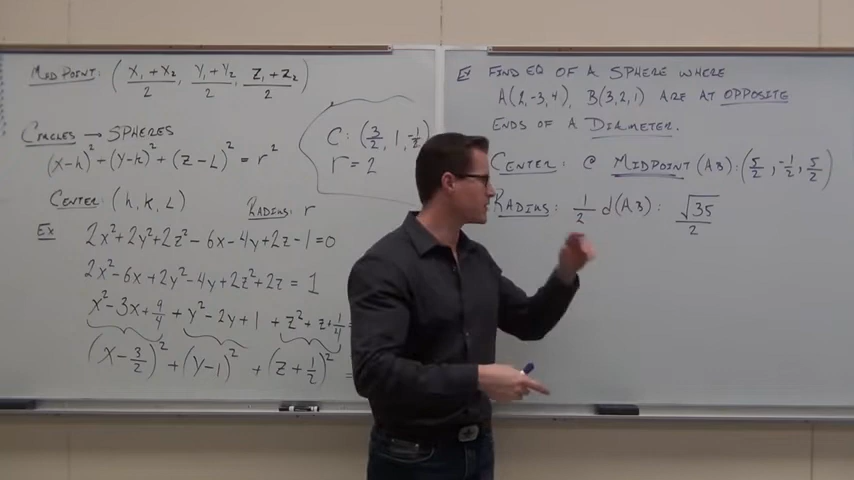 MIDPOINT: ( X₁ + X₂ / 2 , Y₁ + Y₂ / 2 , Z₁ + Z₂ / 2 )
CIRCLES → SPHERES
(X-h)² + (Y-k)² + (Z-L)² = r²
CENTER: (h, k, L)
RADIUS: r
C: (3/2, 1, -1/2)
r = 2
EX 2x²+2y²+2z²-6x-4y+2z-1=0
2x²-6x+2y²-4y+2z²+2z = 1
x²-3x+9/4 + y²-2y+1 + z²+z+1/4 =
(X-3/2)² + (y-1)² + (z+1/2)² =
EX FIND EQ OF A SPHERE WHERE
A(2,-3,4), B(3,2,1) ARE AT OPPOSITE
ENDS OF A DIAMETER.
CENTER: @ MIDPOINT (AB): (5/2, -1/2, 5/2)
RADIUS: 1/2 d(AB): √35/2